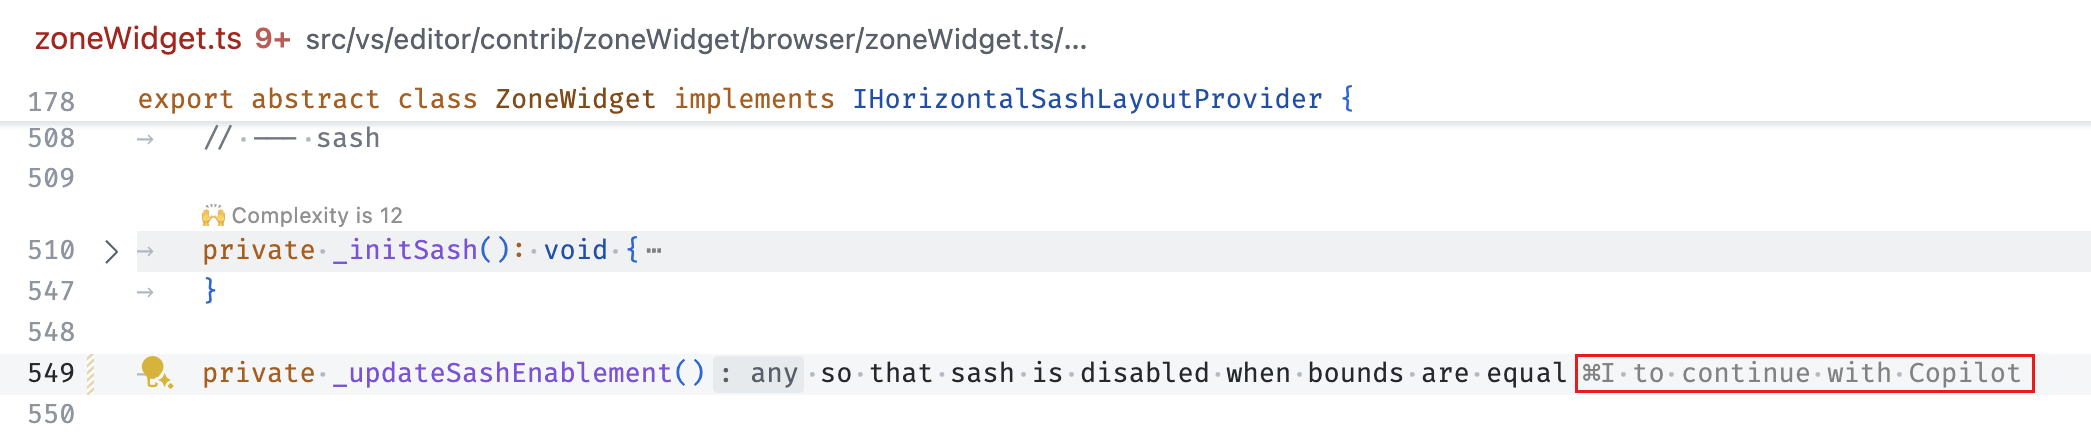 zoneWidget.ts 9+ src/vs/editor/contrib/zoneWidget/browser/zoneWidget.ts/...
178 export abstract class ZoneWidget implements IHorizontalSashLayoutProvider {
508 // --- sash
509
🙌 Complexity is 12
510 private _initSash(): void { ⋯
547 }
548
549 private _updateSashEnablement() : any so that sash is disabled when bounds are equal ⌘I to continue with Copilot
550